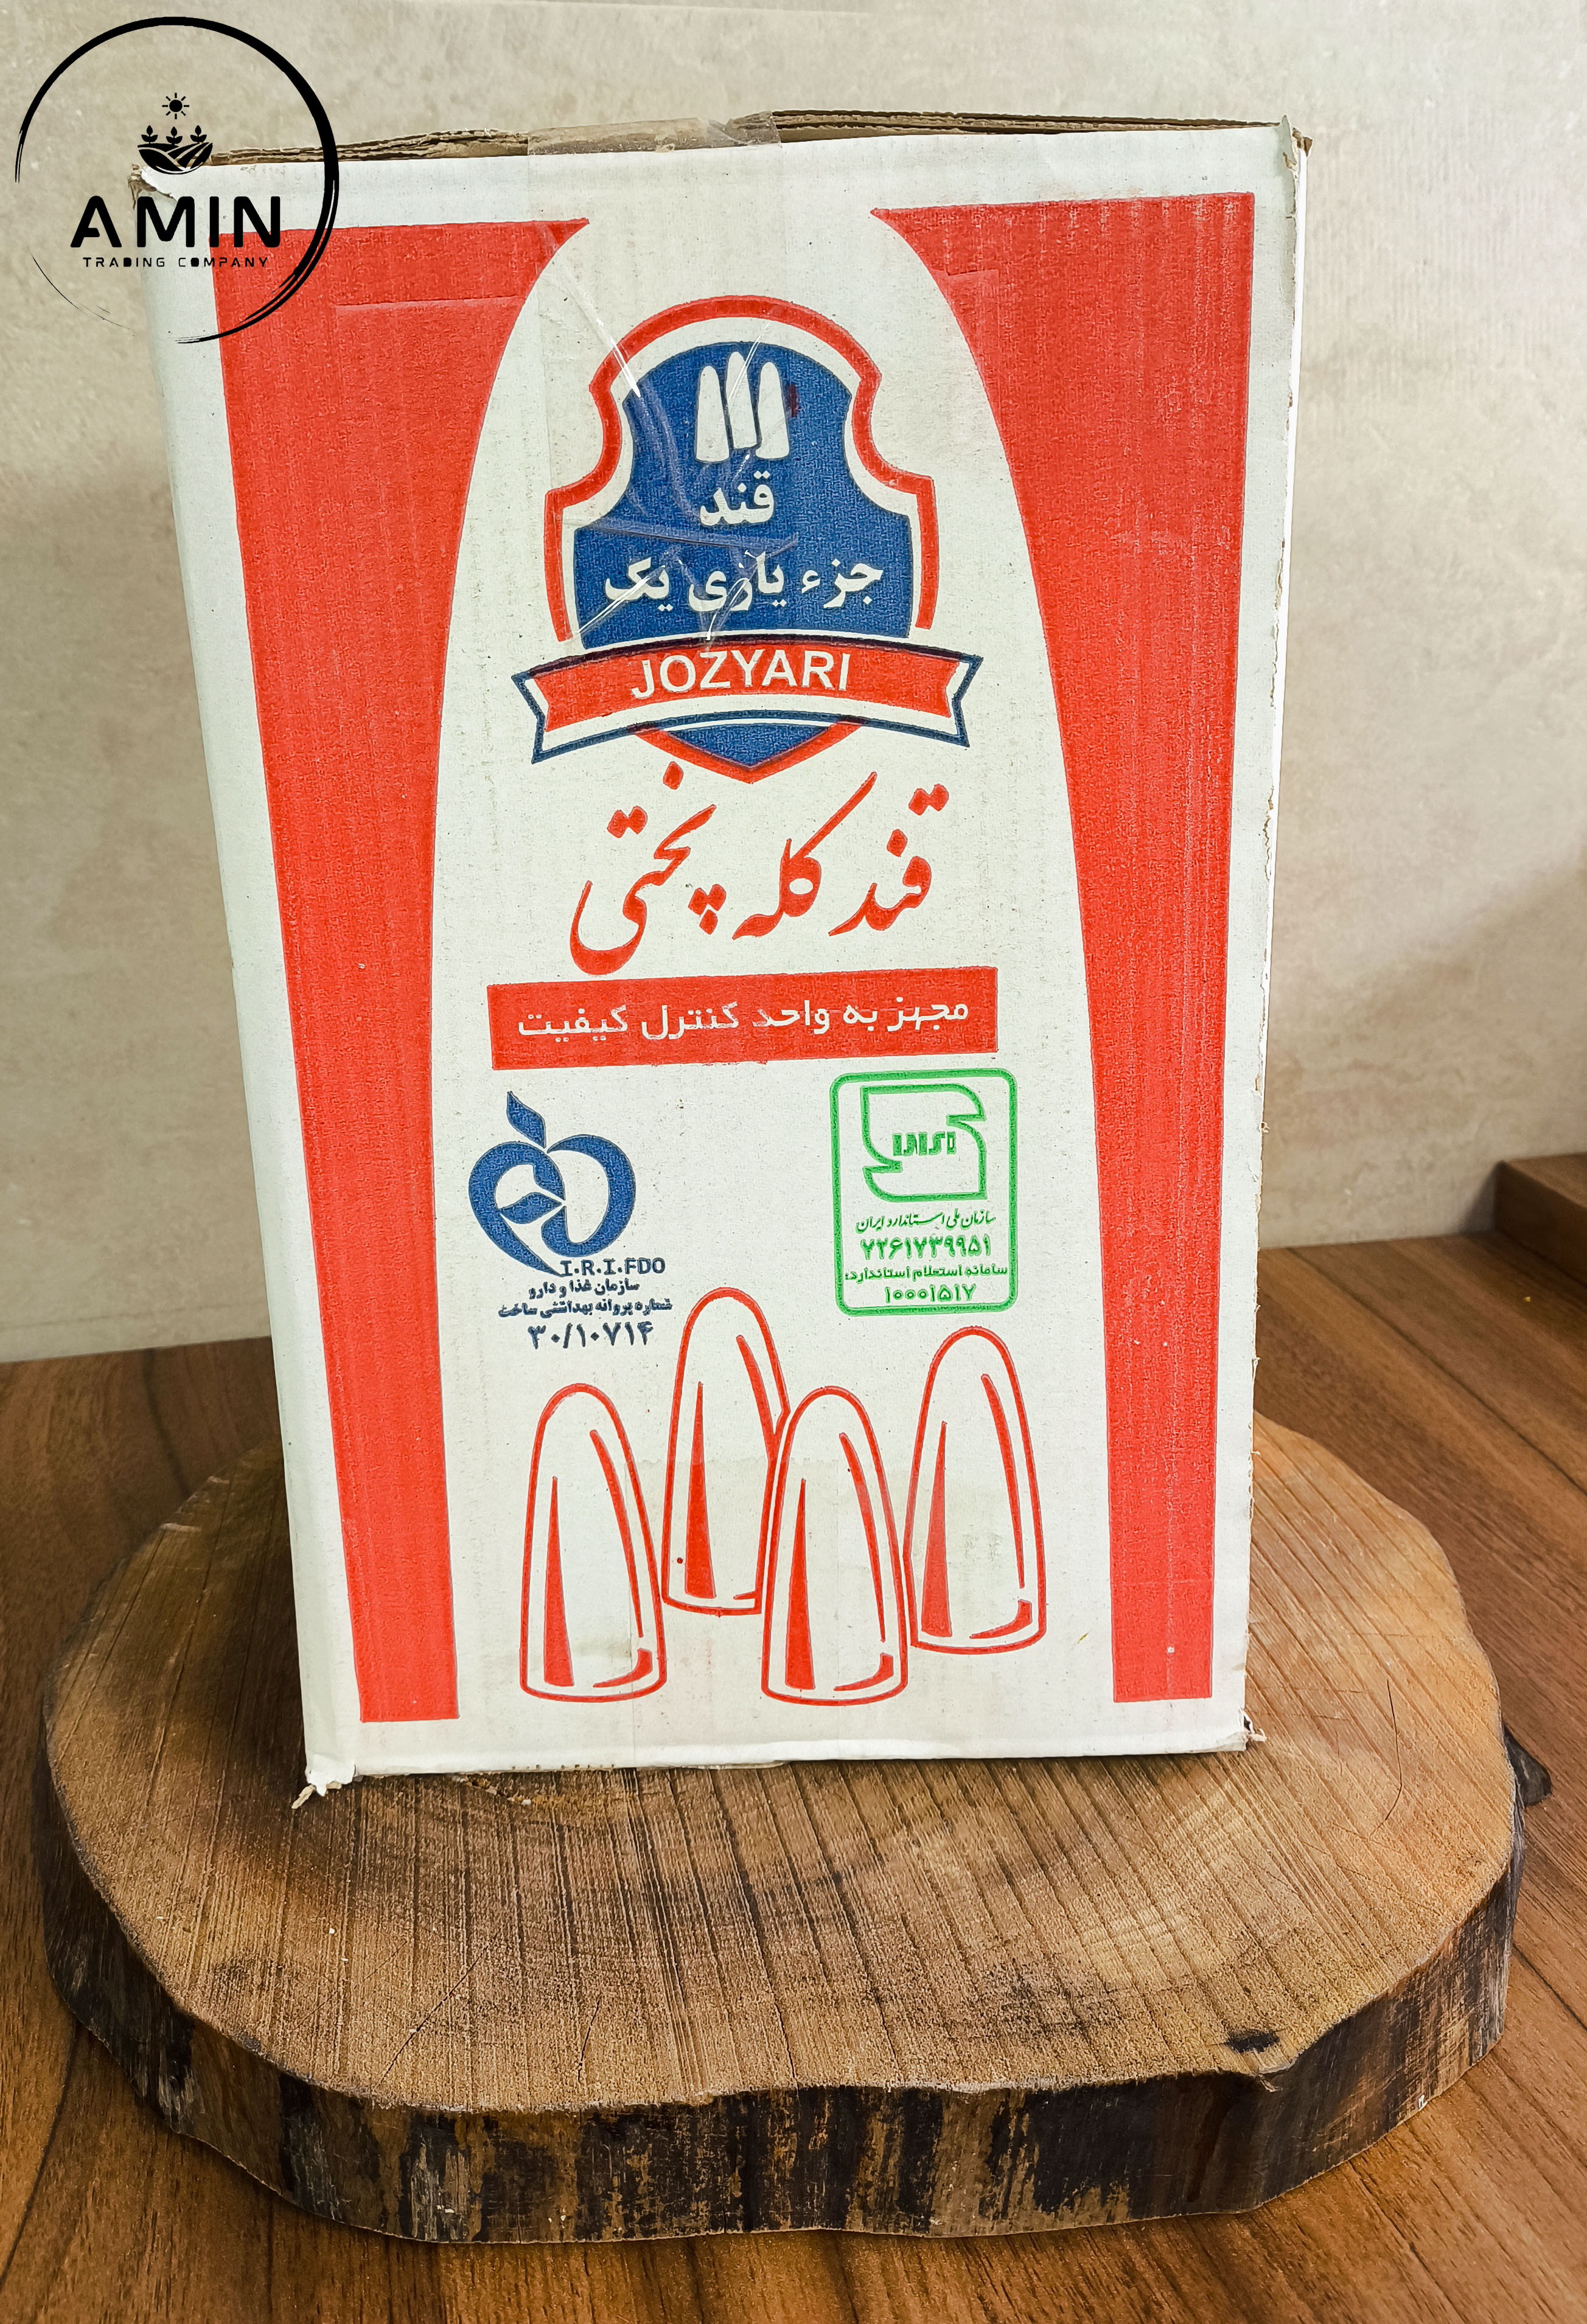 AMIN
TRADING COMPANY
قند
جزء یاری یک
JOZYARI
قند کله پختی
مجهز به واحد کنترل کیفیت
I.R.I.FDO
سازمان غذا و دارو
شماره پروانه بهداشتی ساخت
۳۰/۱۰۷۱۴
سازمان ملی استاندارد ایران
۷۲۶۱۷۳۹۹۵۱
سامانه استعلام استاندارد:
۱۰۰۰۱۵۱۷